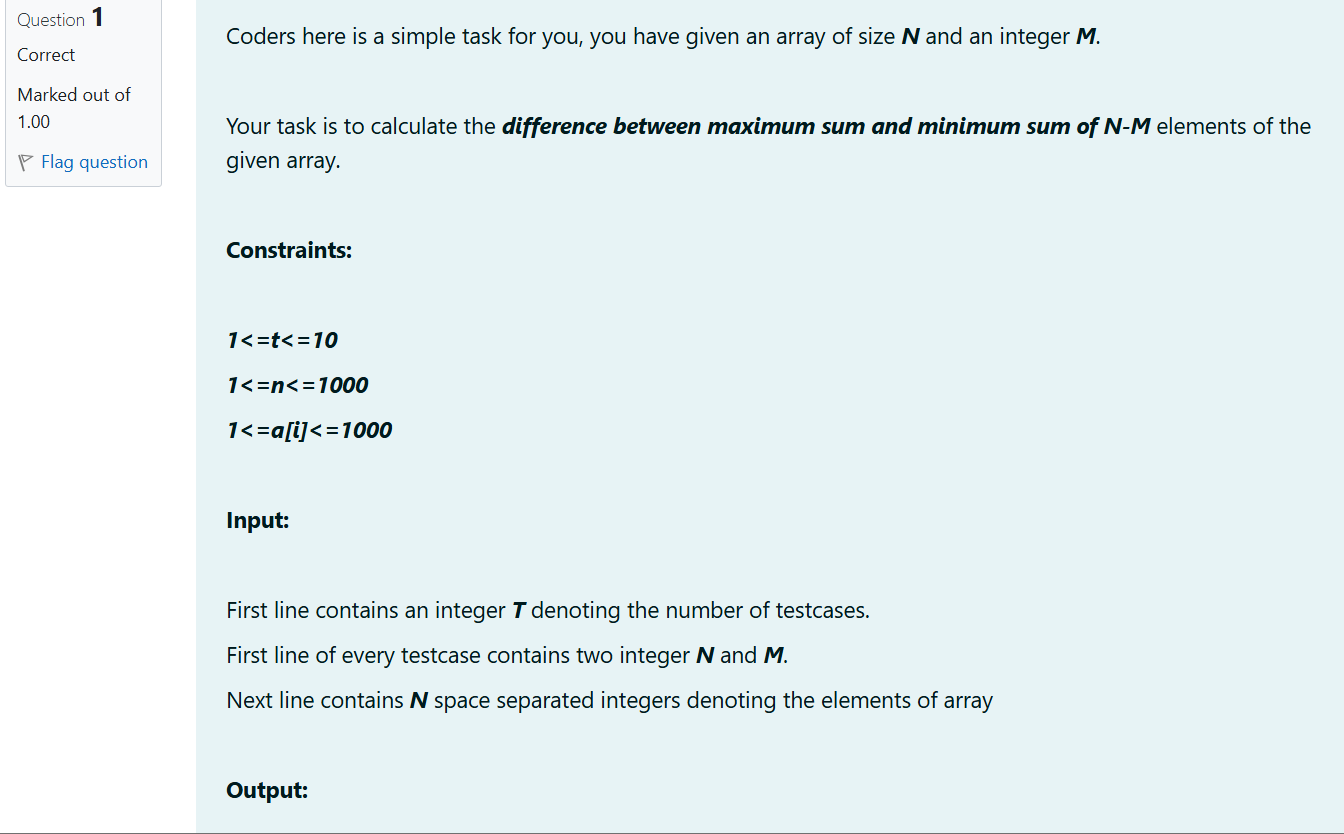 Question 1
Correct
Marked out of
1.00
Flag question
Coders here is a simple task for you, you have given an array of size N and an integer M.
Your task is to calculate the difference between maximum sum and minimum sum of N-M elements of the
given array.
Constraints:
1<=t<=10
1<=n<=1000
1<=a[i]<=1000
Input:
First line contains an integer T denoting the number of testcases.
First line of every testcase contains two integer N and M.
Next line contains N space separated integers denoting the elements of array
Output: